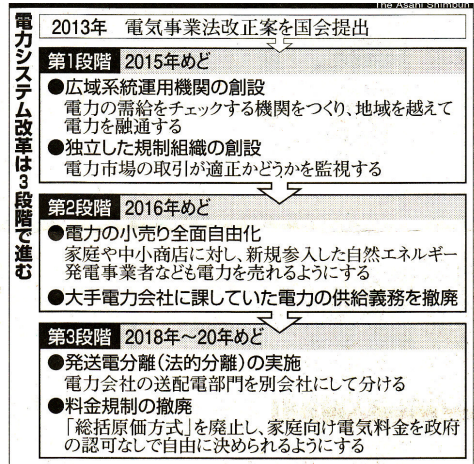 The Asahi Shimbun
電力システム改革は3段階で進む
2013年 電気事業法改正案を国会提出
第1段階 2015年めど
●広域系統運用機関の創設
電力の需給をチェックする機関をつくり、地域を越えて
電力を融通する
●独立した規制組織の創設
電力市場の取引が適正かどうかを監視する
第2段階 2016年めど
●電力の小売り全面自由化
家庭や中小商店に対し、新規参入した自然エネルギー
発電事業者なども電力を売れるようにする
●大手電力会社に課していた電力の供給義務を撤廃
第3段階 2018年〜20年めど
●発送電分離(法的分離)の実施
電力会社の送配電部門を別会社にして分ける
●料金規制の撤廃
「総括原価方式」を廃止し、家庭向け電気料金を政府
の認可なしで自由に決められるようにする